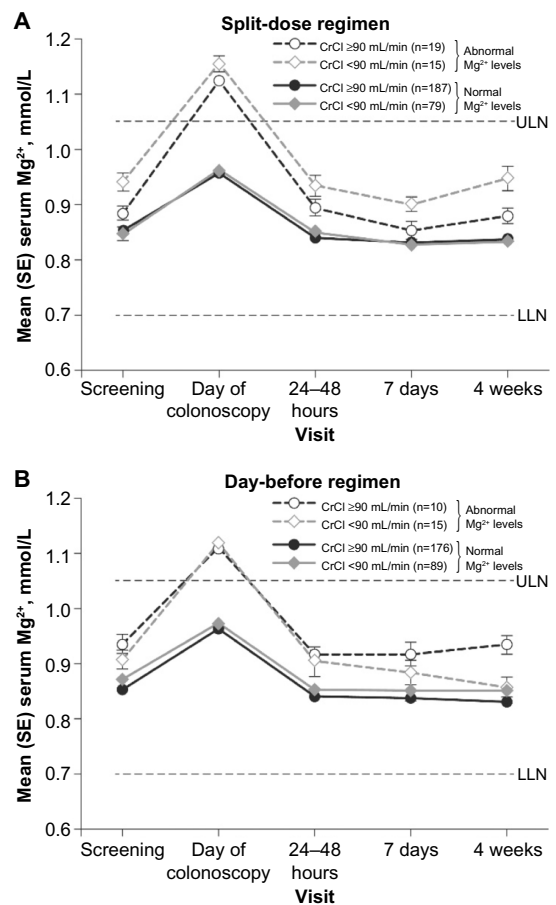 A
Split-dose regimen
1.2
1.1
1.0
0.9
0.8
0.7
0.6
Mean (SE) serum Mg²⁺, mmol/L
CrCl ≥90 mL/min (n=19)
CrCl <90 mL/min (n=15)
Abnormal
Mg²⁺ levels
CrCl ≥90 mL/min (n=187)
CrCl <90 mL/min (n=79)
Normal
Mg²⁺ levels
ULN
LLN
Screening
Day of
colonoscopy
24–48
hours
7 days
4 weeks
Visit
B
Day-before regimen
1.2
1.1
1.0
0.9
0.8
0.7
0.6
Mean (SE) serum Mg²⁺, mmol/L
CrCl ≥90 mL/min (n=10)
CrCl <90 mL/min (n=15)
Abnormal
Mg²⁺ levels
CrCl ≥90 mL/min (n=176)
CrCl <90 mL/min (n=89)
Normal
Mg²⁺ levels
ULN
LLN
Screening
Day of
colonoscopy
24–48
hours
7 days
4 weeks
Visit